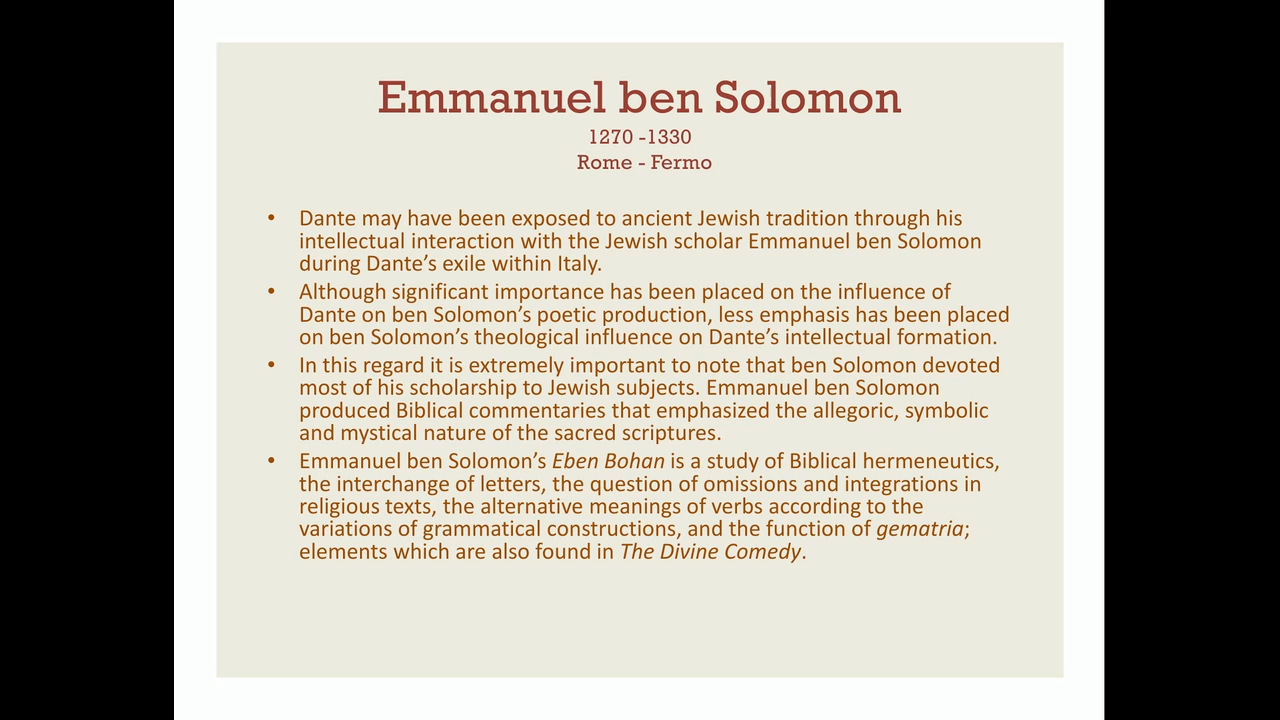 Emmanuel ben Solomon
1270 -1330
Rome - Fermo
• Dante may have been exposed to ancient Jewish tradition through his
intellectual interaction with the Jewish scholar Emmanuel ben Solomon
during Dante's exile within Italy.
• Although significant importance has been placed on the influence of
Dante on ben Solomon's poetic production, less emphasis has been placed
on ben Solomon's theological influence on Dante's intellectual formation.
• In this regard it is extremely important to note that ben Solomon devoted
most of his scholarship to Jewish subjects. Emmanuel ben Solomon
produced Biblical commentaries that emphasized the allegoric, symbolic
and mystical nature of the sacred scriptures.
• Emmanuel ben Solomon's Eben Bohan is a study of Biblical hermeneutics,
the interchange of letters, the question of omissions and integrations in
religious texts, the alternative meanings of verbs according to the
variations of grammatical constructions, and the function of gematria;
elements which are also found in The Divine Comedy.